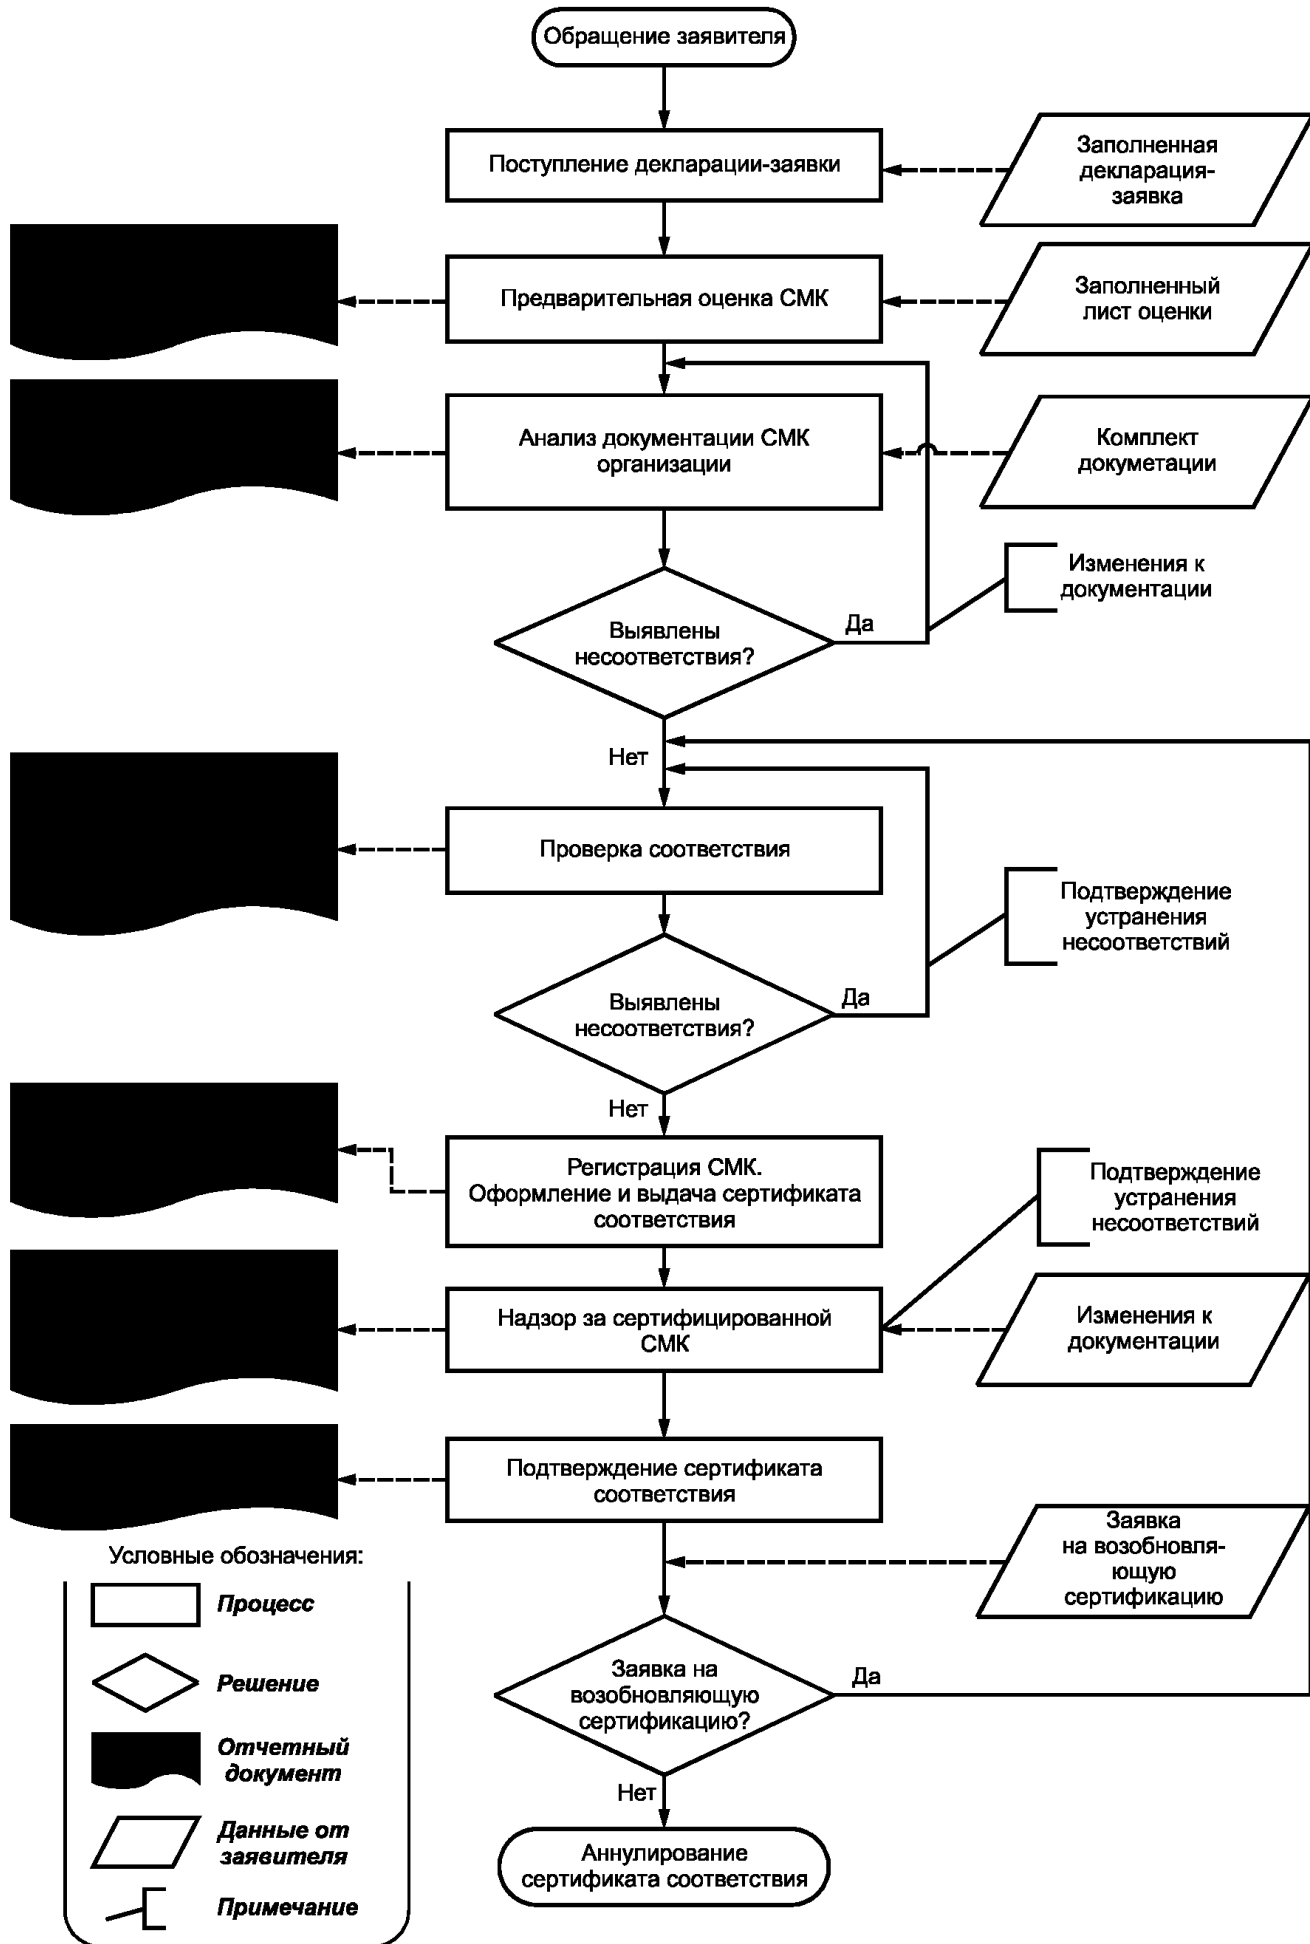 Обращение заявителя
Поступление декларации-заявки
Заполненная
декларация-
заявка
Предварительная оценка СМК
Заполненный
лист оценки
Анализ документации СМК
организации
Комплект
докуметации
Изменения к
документации
Выявлены
несоответствия?
Да
Нет
Проверка соответствия
Подтверждение
устранения
несоответствий
Выявлены
несоответствия?
Да
Нет
Регистрация СМК.
Оформление и выдача сертификата
соответствия
Подтверждение
устранения
несоответствий
Надзор за сертифицированной
СМК
Изменения к
документации
Подтверждение сертификата
соответствия
Заявка
на возобновля-
ющую
сертификацию
Заявка на
возобновляющую
сертификацию?
Да
Нет
Аннулирование
сертификата соответствия
Условные обозначения:
Процесс
Решение
Отчетный
документ
Данные от
заявителя
Примечание